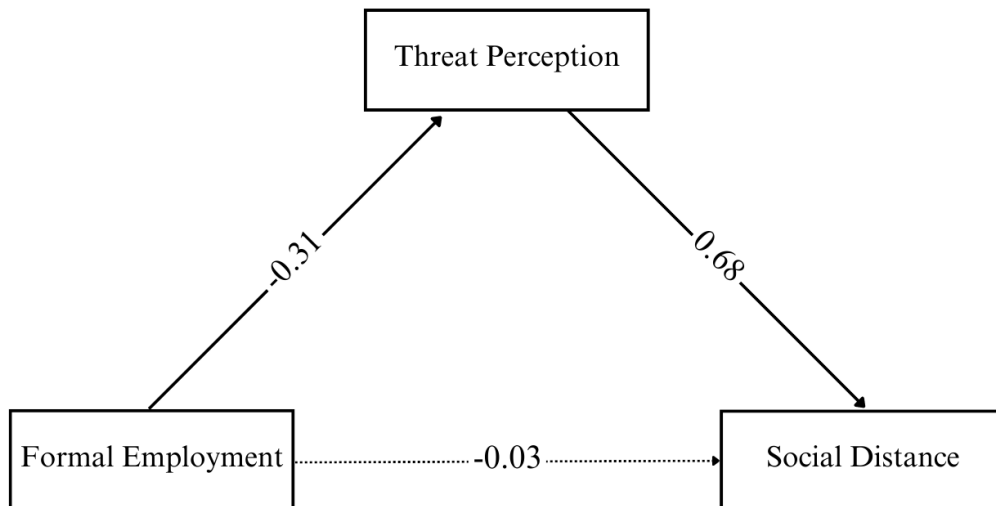 Threat Perception
-0.31
0.68
Formal Employment
-0.03
Social Distance